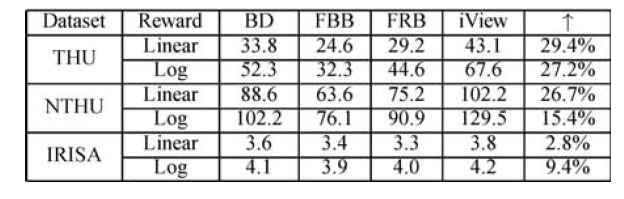 Dataset Reward BD FBB FRB iView ↑
THU Linear 33.8 24.6 29.2 43.1 29.4%
Log 52.3 32.3 44.6 67.6 27.2%
NTHU Linear 88.6 63.6 75.2 102.2 26.7%
Log 102.2 76.1 90.9 129.5 15.4%
IRISA Linear 3.6 3.4 3.3 3.8 2.8%
Log 4.1 3.9 4.0 4.2 9.4%